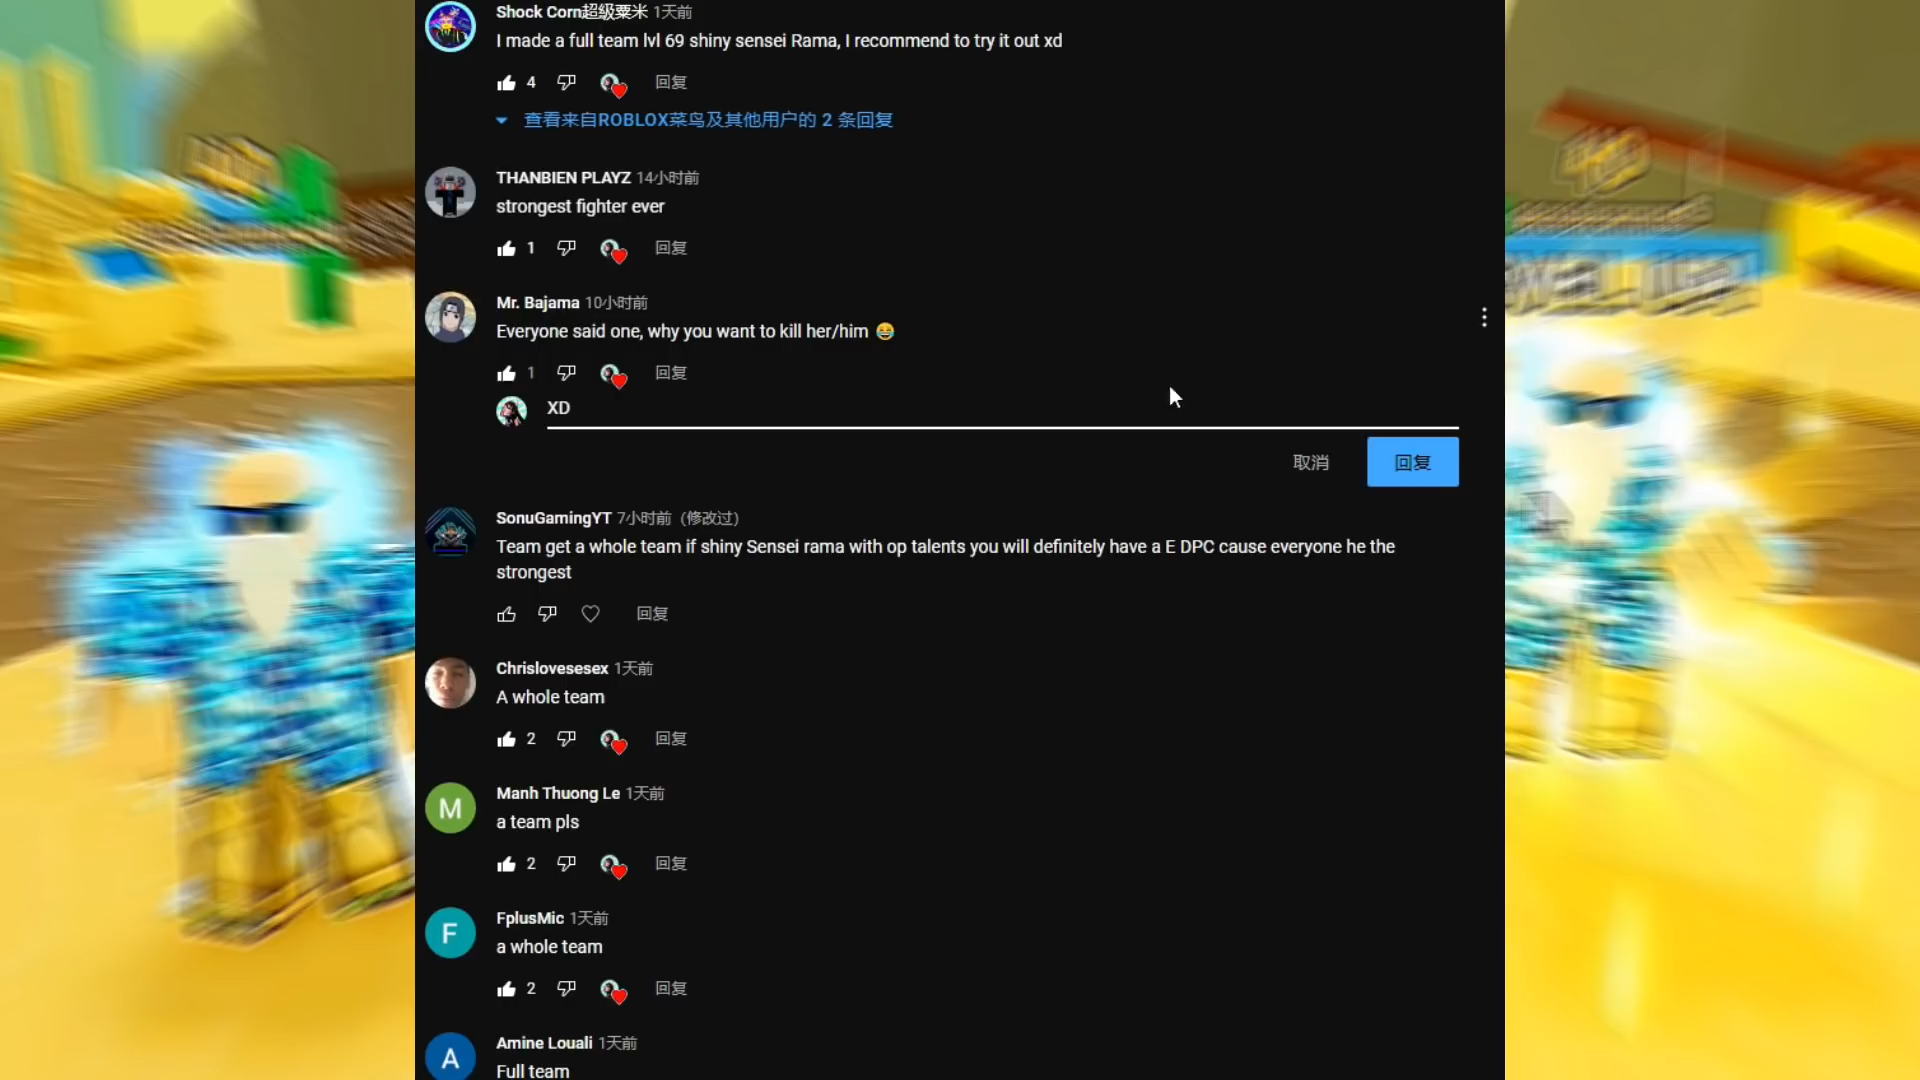 Shock Corn超级粟米 1天前
I made a full team lvl 69 shiny sensei Rama, I recommend to try it out xd
4 回复
查看来自ROBLOX菜鸟及其他用户的 2 条回复
THANBIEN PLAYZ 14小时前
strongest fighter ever
1 回复
Mr. Bajama 10小时前
Everyone said one, why you want to kill her/him 😂
1 回复
XD
取消 回复
SonuGamingYT 7小时前（修改过）
Team get a whole team if shiny Sensei rama with op talents you will definitely have a E DPC cause everyone he the
strongest
回复
Chrislovesesex 1天前
A whole team
2 回复
M
Manh Thuong Le 1天前
a team pls
2 回复
F
FplusMic 1天前
a whole team
2 回复
A
Amine Louali 1天前
Full team